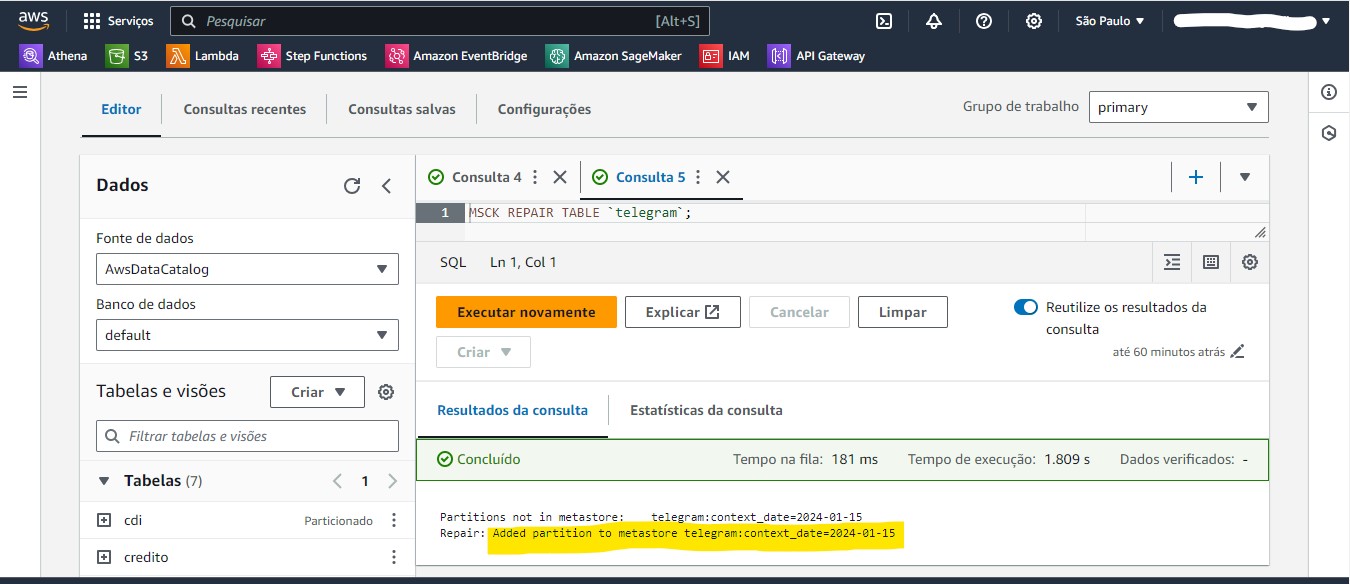 aws
Serviços
Pesquisar [Alt+S]
São Paulo
Athena S3 Lambda Step Functions Amazon EventBridge Amazon SageMaker IAM API Gateway
Editor Consultas recentes Consultas salvas Configurações
Grupo de trabalho primary
Dados
Fonte de dados
AwsDataCatalog
Banco de dados
default
Tabelas e visões Criar
Filtrar tabelas e visões
Tabelas (7) 1
cdi Particionado
credito
Consulta 4 Consulta 5
1 MSCK REPAIR TABLE `telegram`;
SQL Ln 1, Col 1
Executar novamente Explicar Cancelar Limpar
Criar
Reutilize os resultados da
consulta
até 60 minutos atrás
Resultados da consulta Estatísticas da consulta
Concluído Tempo na fila: 181 ms Tempo de execução: 1.809 s Dados verificados: -
Partitions not in metastore: telegram:context_date=2024-01-15
Repair: Added partition to metastore telegram:context_date=2024-01-15